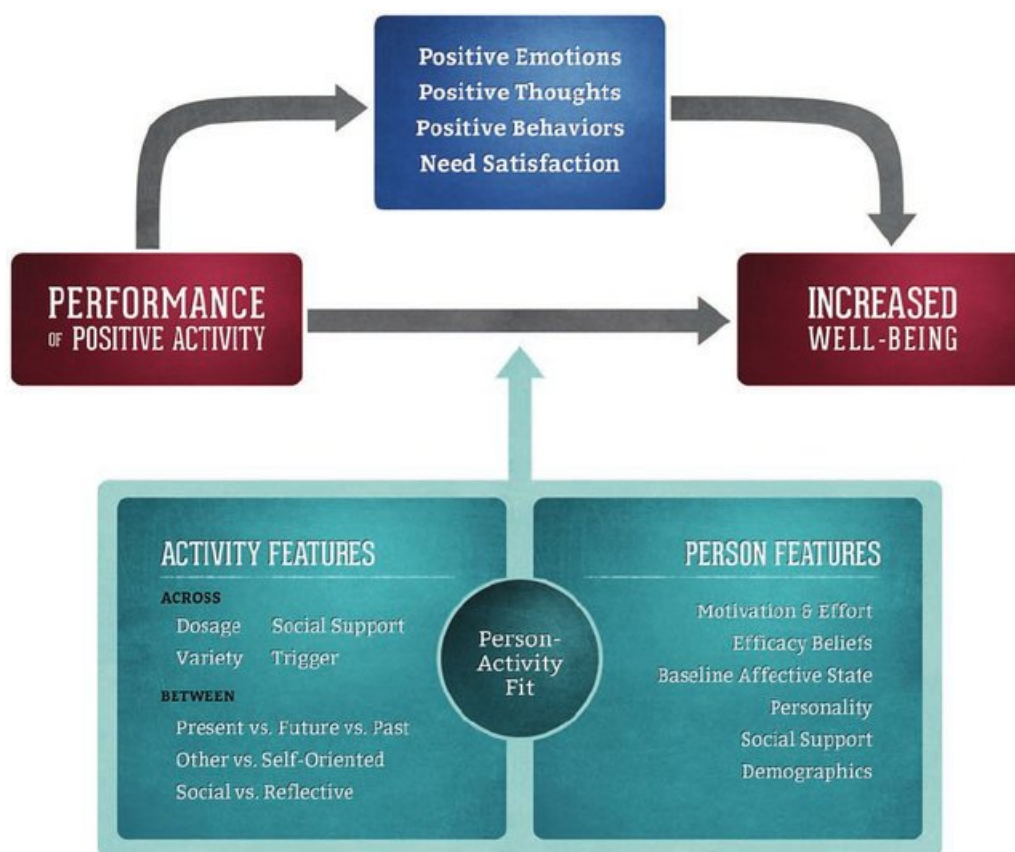 Positive Emotions
Positive Thoughts
Positive Behaviors
Need Satisfaction
PERFORMANCE
OF POSITIVE ACTIVITY
INCREASED
WELL-BEING
ACTIVITY FEATURES
ACROSS
Dosage Social Support
Variety Trigger
BETWEEN
Present vs. Future vs. Past
Other vs. Self-Oriented
Social vs. Reflective
Person-
Activity
Fit
PERSON FEATURES
Motivation & Effort
Efficacy Beliefs
Baseline Affective State
Personality
Social Support
Demographics